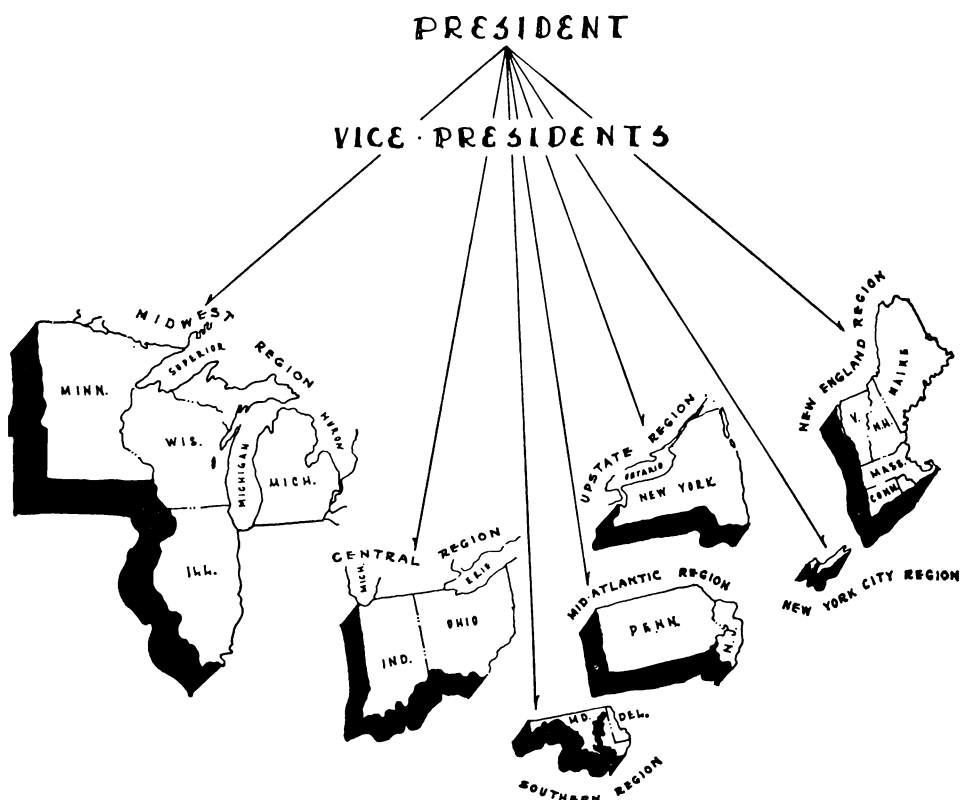 PRESIDENT
VICE·PRESIDENTS
MIDWEST REGION
SUPERIOR
MINN.
WIS.
MICHIGAN
HURON
MICH.
ILL.
CENTRAL REGION
MICH.
ERIE
OHIO
IND.
UPSTATE REGION
ONTARIO
NEW YORK
MID-ATLANTIC REGION
PENN.
N.J.
MD.
DEL.
SOUTHERN REGION
NEW ENGLAND REGION
MAINE
V.
N.H.
MASS.
CONN.
NEW YORK CITY REGION